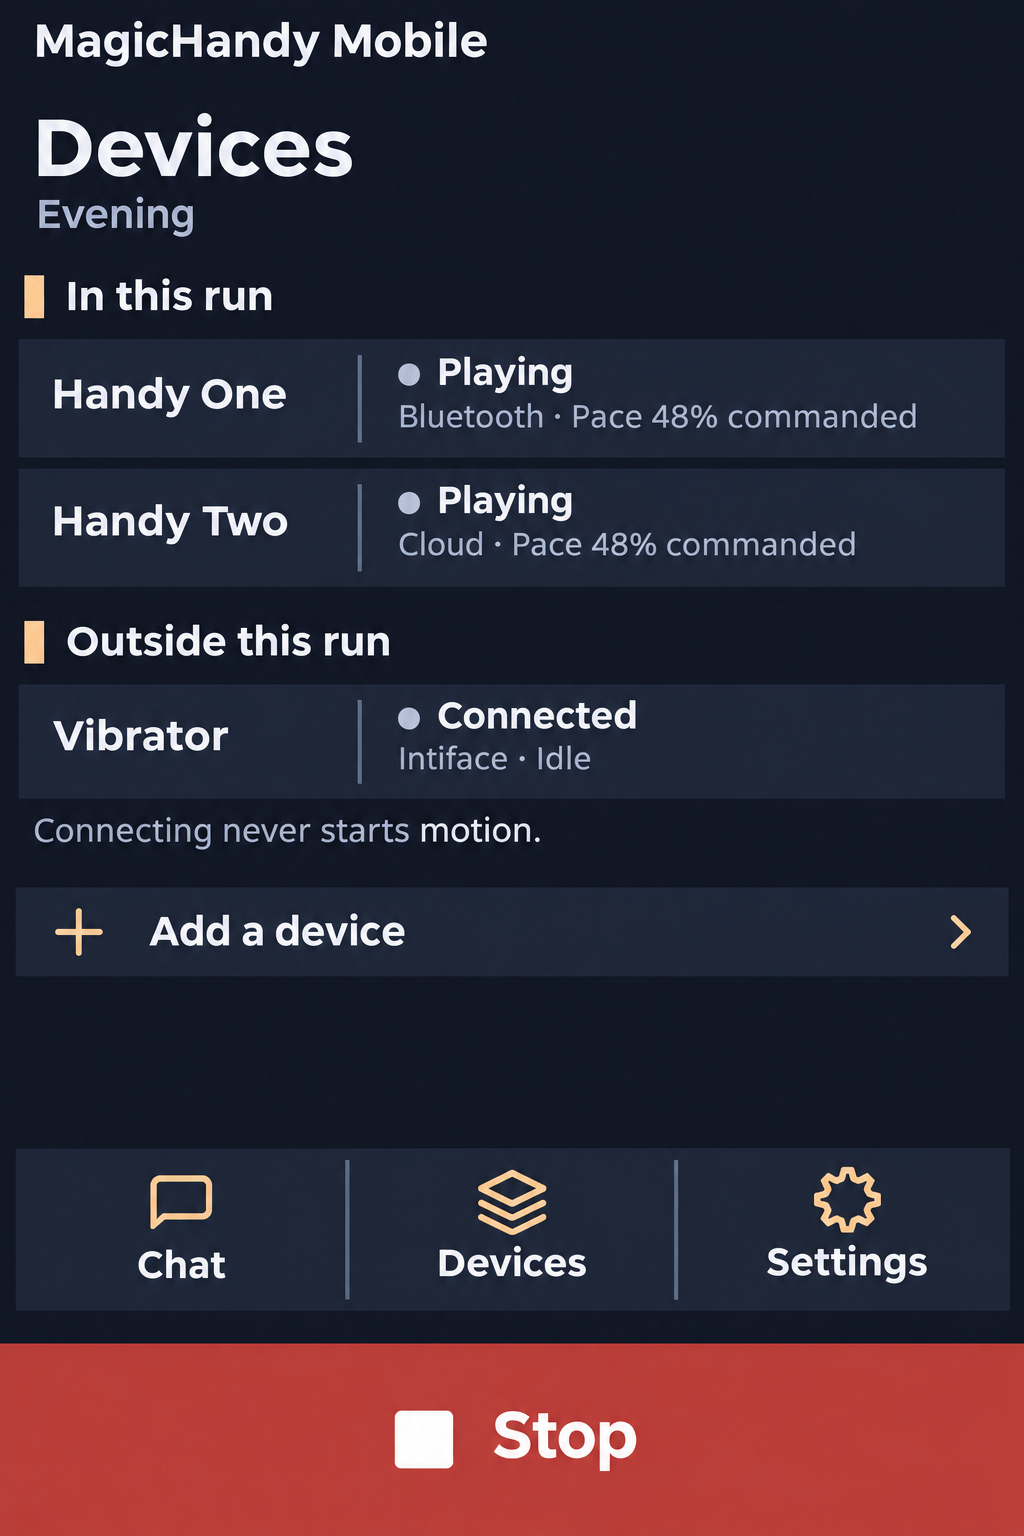 MagicHandy Mobile
Devices
Evening
In this run
Handy One
Playing
Bluetooth · Pace 48% commanded
Handy Two
Playing
Cloud · Pace 48% commanded
Outside this run
Vibrator
Connected
Intiface · Idle
Connecting never starts motion.
Add a device
Chat
Devices
Settings
Stop